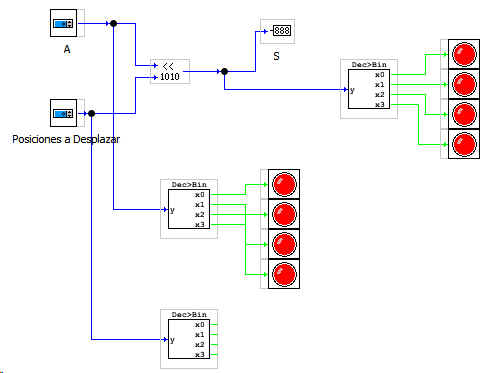 A
<<
1010
-888
S
Posiciones a Desplazar
Dec>Bin
y
x0
x1
x2
x3
Dec>Bin
y
x0
x1
x2
x3
Dec>Bin
y
x0
x1
x2
x3